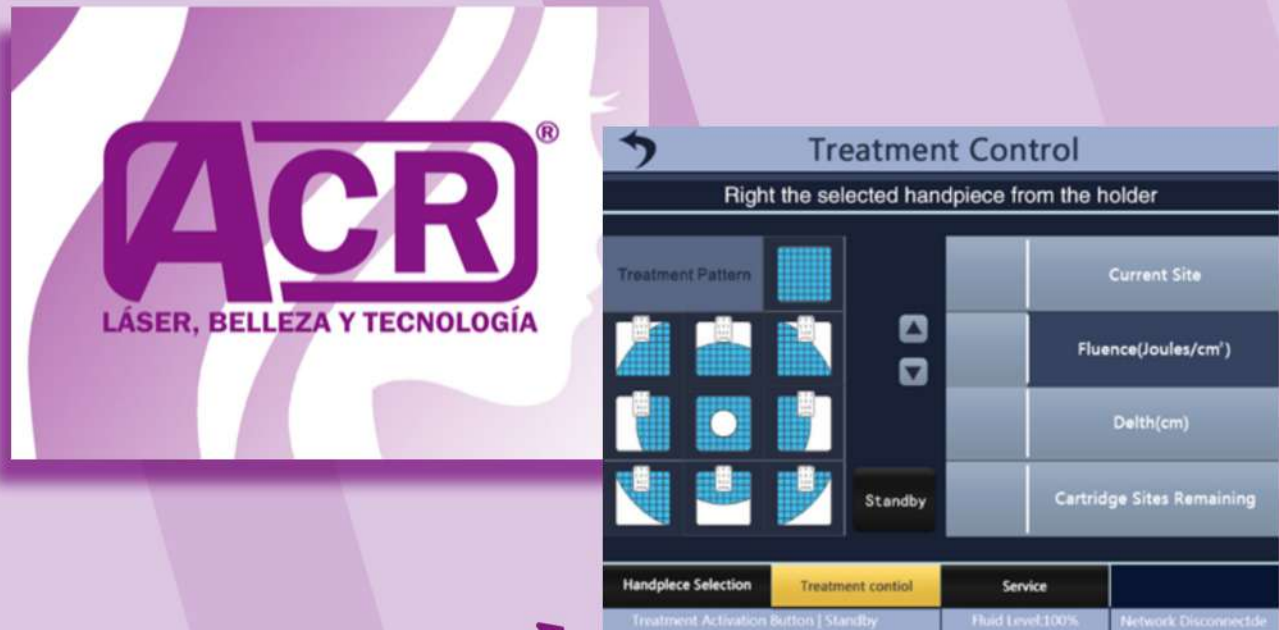 ACR®
LÁSER, BELLEZA Y TECNOLOGÍA
Treatment Control
Right the selected handpiece from the holder
Treatment Pattern
Current Site
Fluence(Joules/cm²)
Delth(cm)
Standby
Cartridge Sites Remaining
Handplece Selection
Treatment contiol
Service
Treatment Activation Button | Standby
Fluid Level:100%
Network Disconnectde